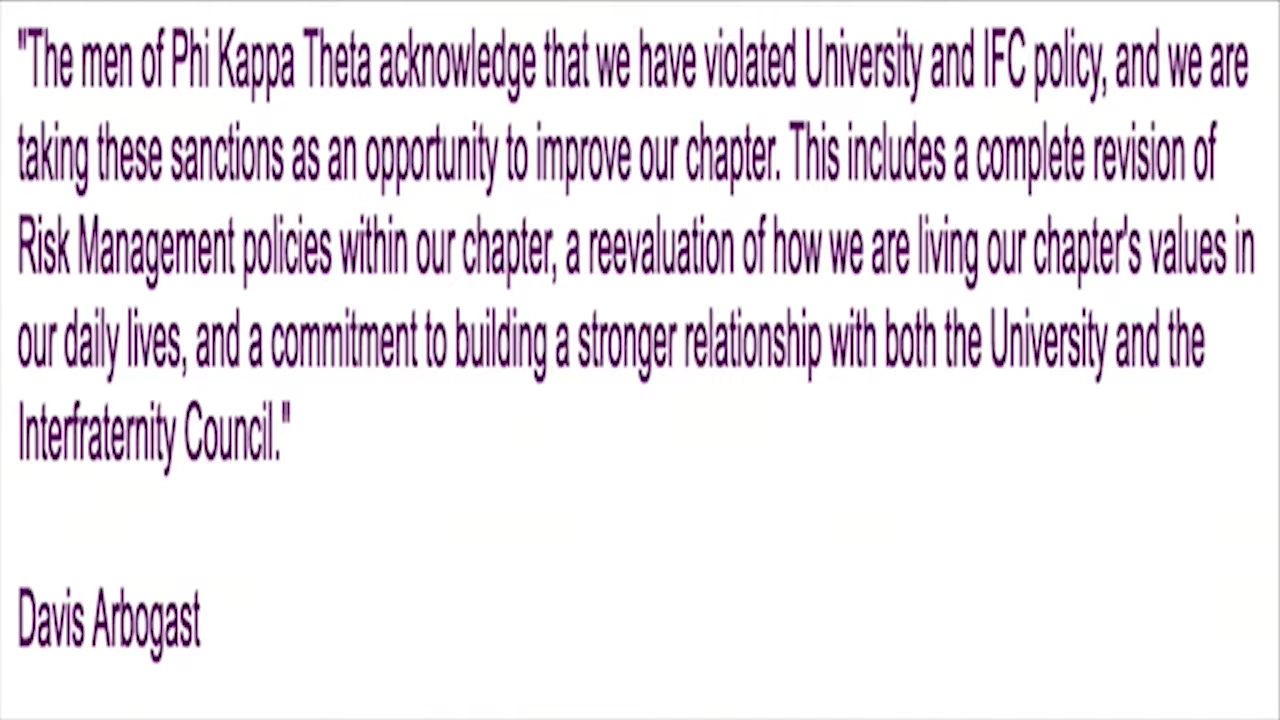 "The men of Phi Kappa Theta acknowledge that we have violated University and IFC policy, and we are
taking these sanctions as an opportunity to improve our chapter. This includes a complete revision of
Risk Management policies within our chapter, a reevaluation of how we are living our chapter's values in
our daily lives, and a commitment to building a stronger relationship with both the University and the
Interfraternity Council."
Davis Arbogast